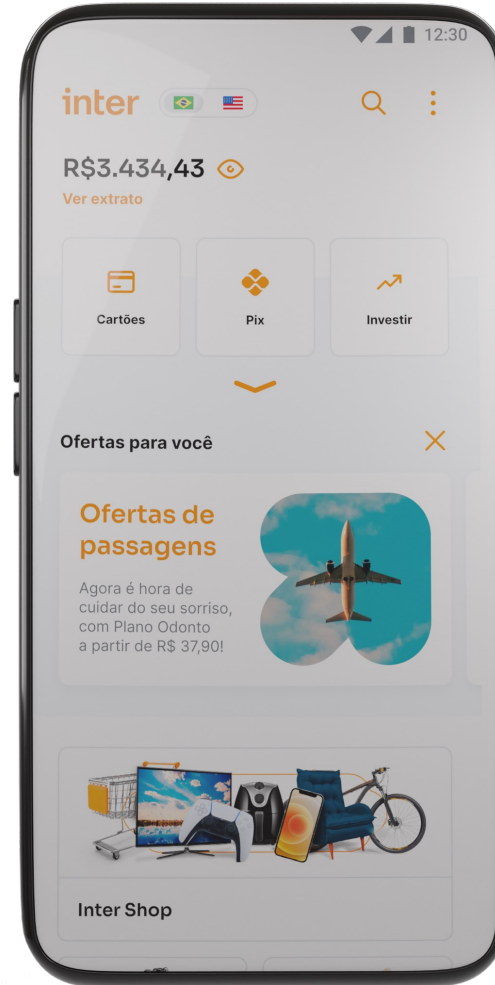 12:30
inter
R$3.434,43
Ver extrato
Cartões
Pix
Investir
Ofertas para você
Ofertas de
passagens
Agora é hora de
cuidar do seu sorriso,
com Plano Odonto
a partir de R$ 37,90!
Inter Shop